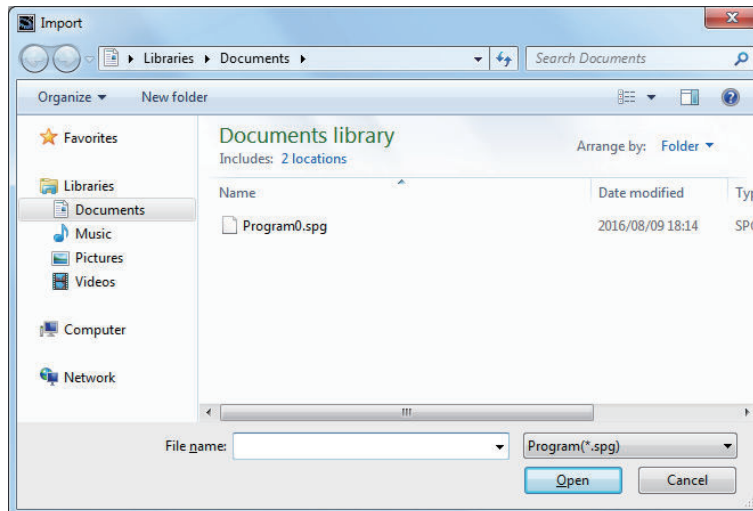 Import
Libraries Documents
Search Documents
Organize New folder
Favorites
Libraries
Documents
Music
Pictures
Videos
Computer
Network
Documents library
Includes: 2 locations
Arrange by: Folder
Name Date modified Typ
Program0.spg 2016/08/09 18:14 SPG
File name: Program(*.spg)
Open Cancel